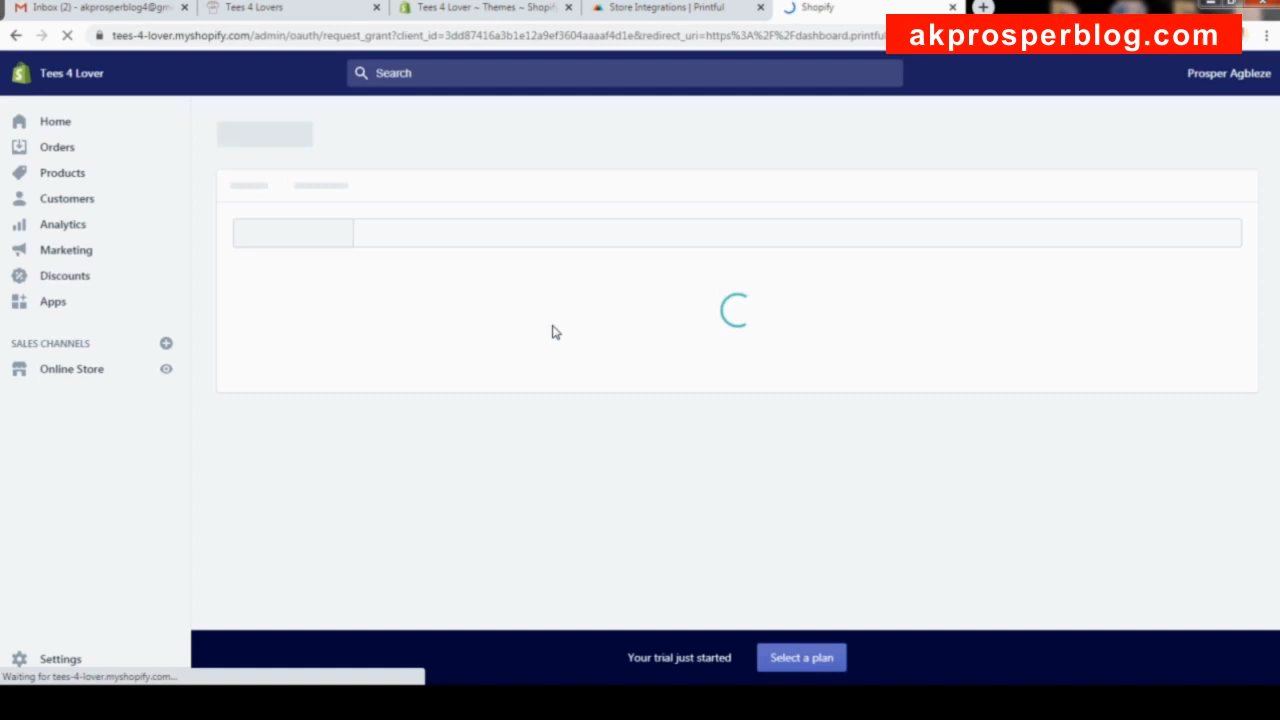 Inbox (2) - akprosperblog4@gm
Tees 4 Lovers
Tees 4 Lover ~ Themes ~ Shopif
Store Integrations | Printful
Shopify
tees-4-lover.myshopify.com/admin/oauth/request_grant?client_id=3dd87416a3b1e12a9ef3604aaaaf4d1e&redirect_uri=https%3A%2F%2Fdashboard.printful
akprosperblog.com
Tees 4 Lover
Search
Prosper Agbleze
Home
Orders
Products
Customers
Analytics
Marketing
Discounts
Apps
SALES CHANNELS
Online Store
Settings
Your trial just started
Select a plan
Waiting for tees-4-lover.myshopify.com...